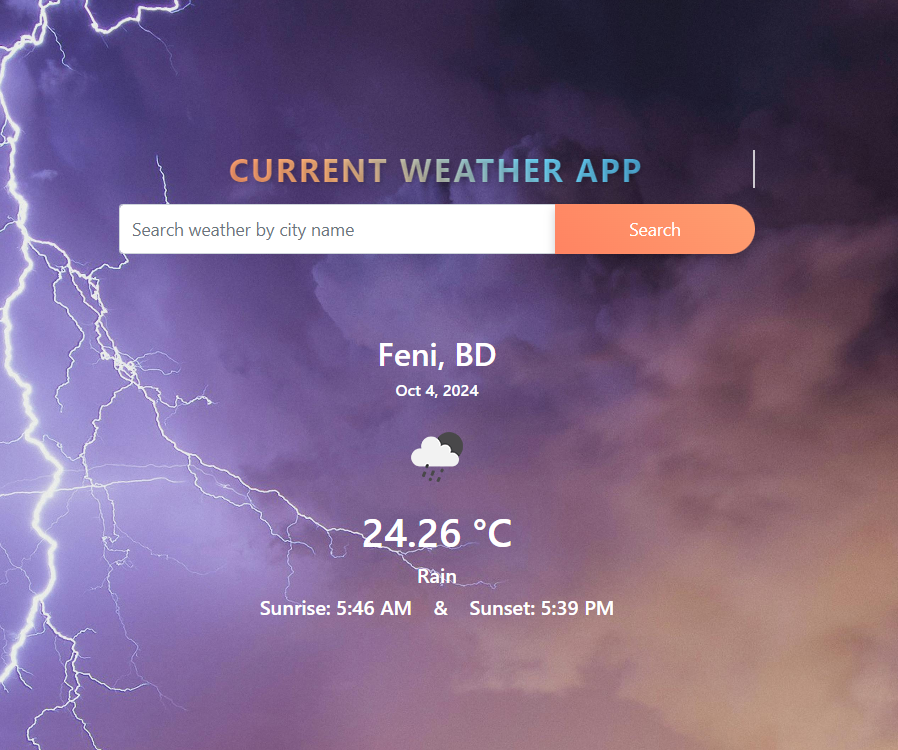 CURRENT WEATHER APP
Search weather by city name
Search
Feni, BD
Oct 4, 2024
24.26 °C
Rain
Sunrise: 5:46 AM & Sunset: 5:39 PM